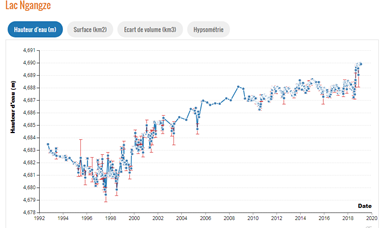 Lac Ngangze
Hauteur d'eau (m) Surface (km2) Ecart de volume (km3) Hypsométrie
Hauteur d'eau (m)
4,691
4,690
4,689
4,688
4,687
4,686
4,685
4,684
4,683
4,682
4,681
4,680
4,679
4,678
Date
1992 1994 1996 1998 2000 2002 2004 2006 2008 2010 2012 2014 2016 2018 2020